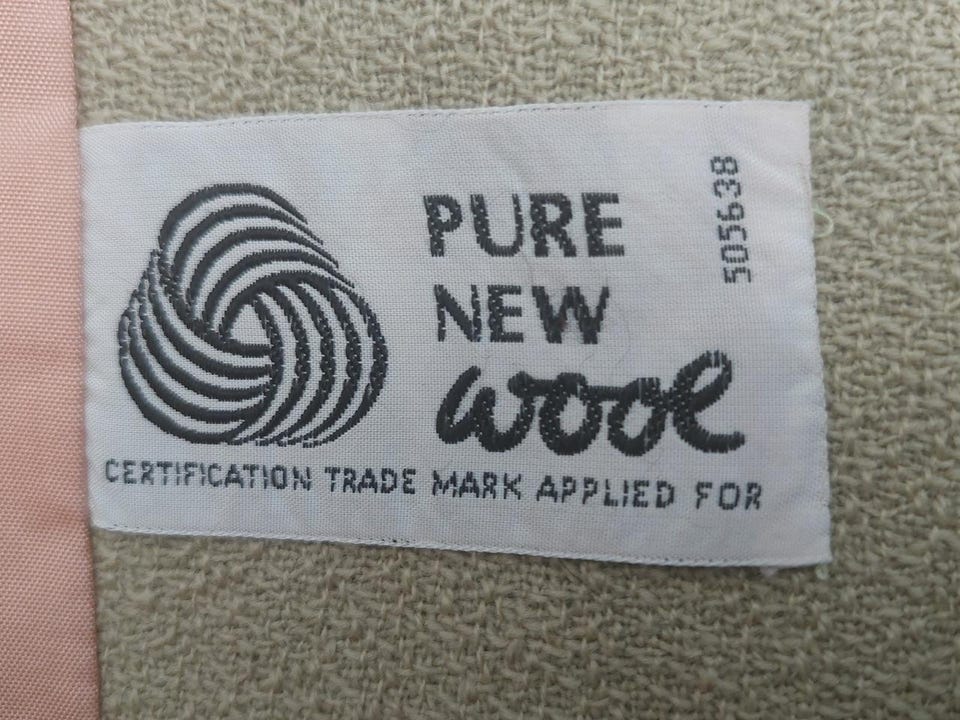 PURE
NEW
wool
505638
CERTIFICATION TRADE MARK APPLIED FOR